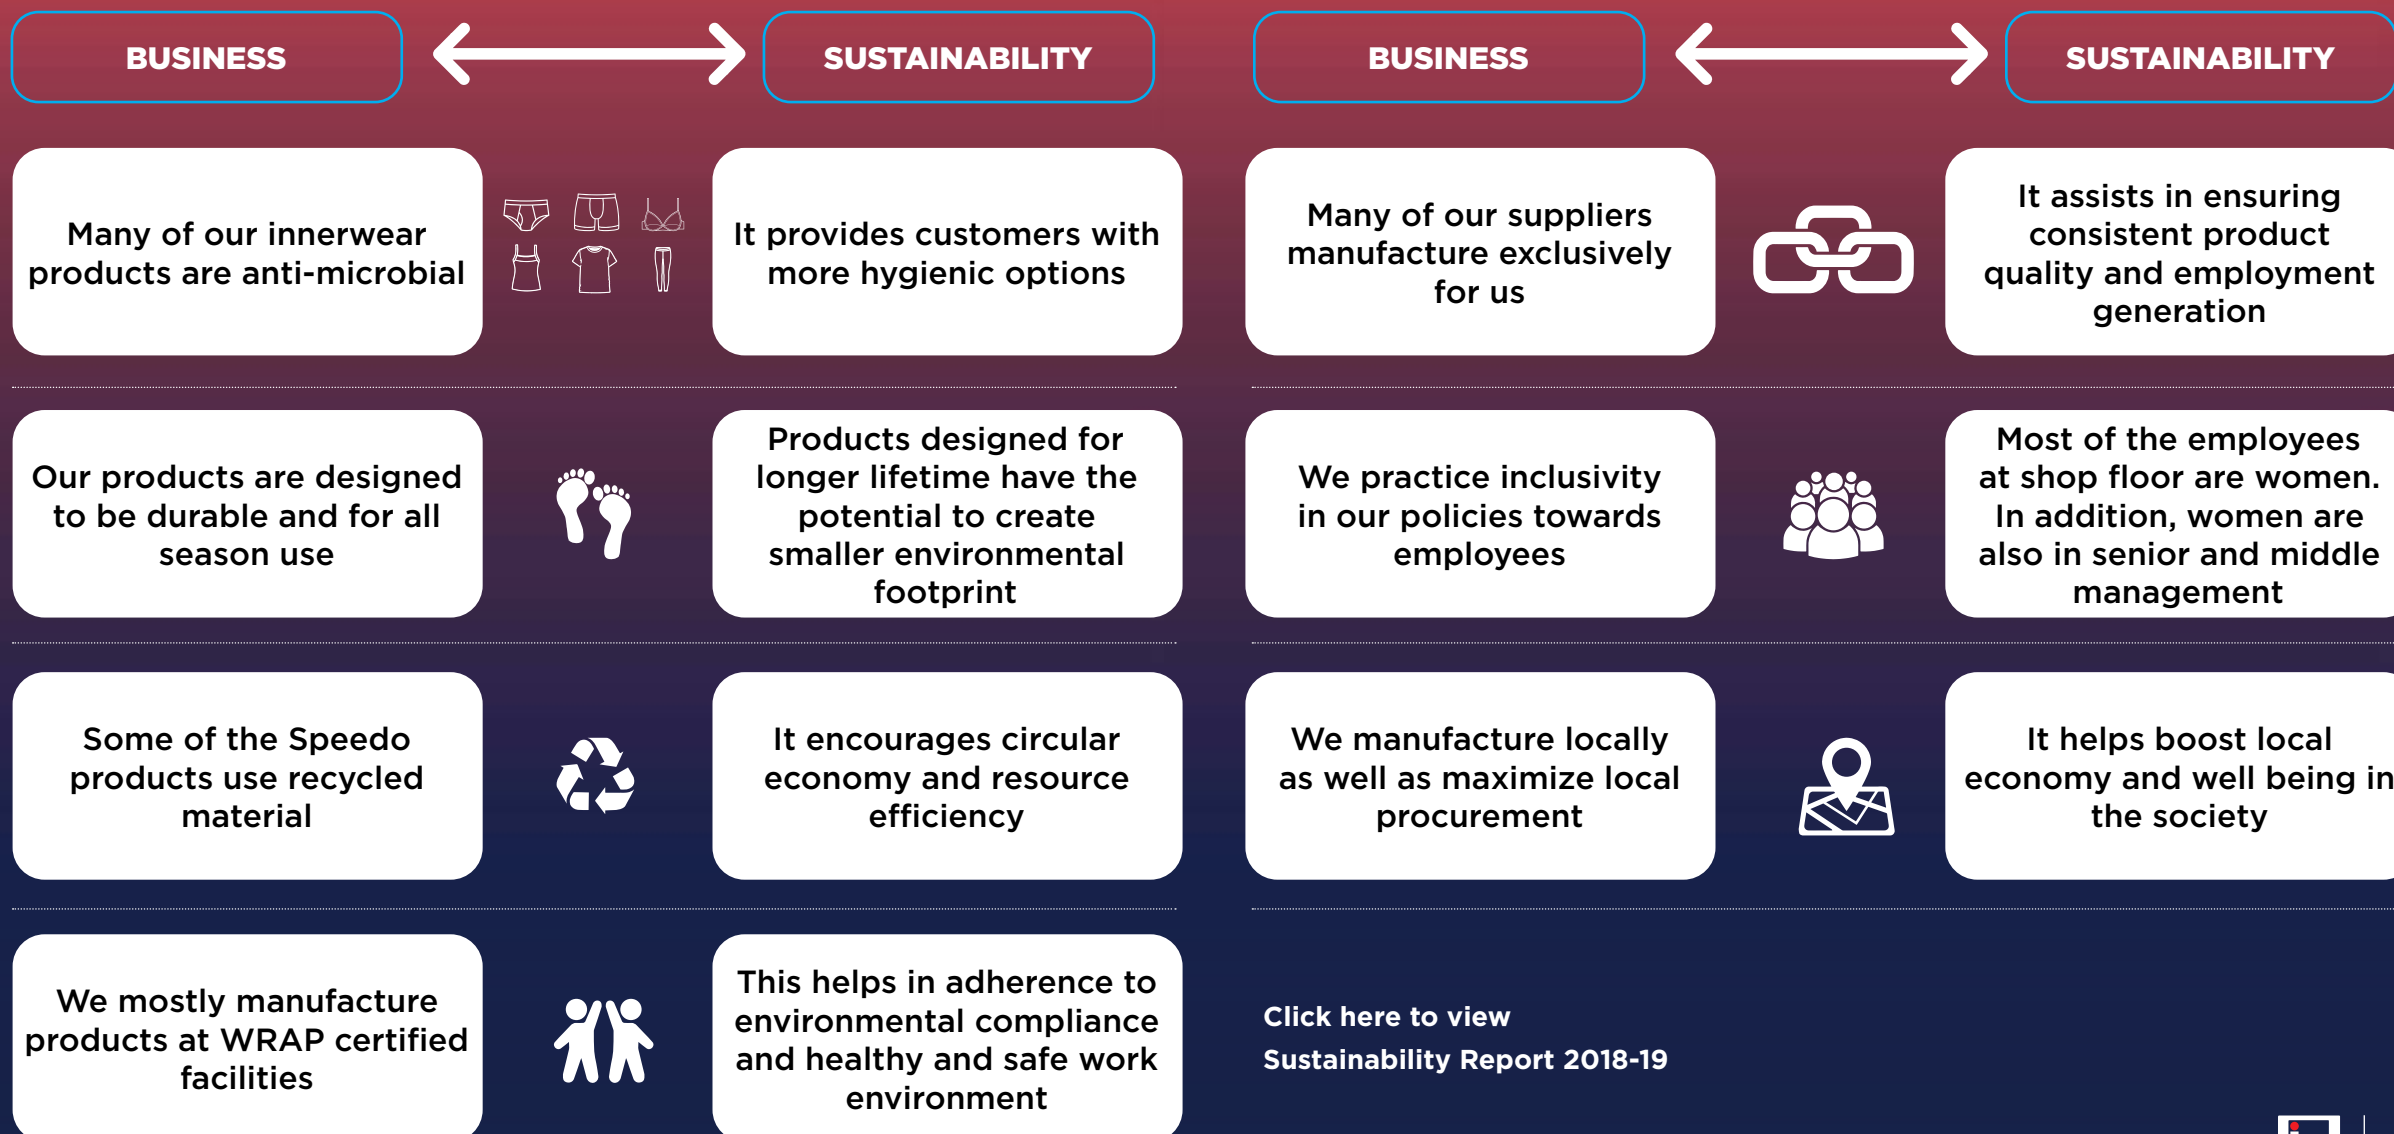 BUSINESS
SUSTAINABILITY
Many of our innerwear
products are anti-microbial
It provides customers with
more hygienic options
Our products are designed
to be durable and for all
season use
Products designed for
longer lifetime have the
potential to create
smaller environmental
footprint
Some of the Speedo
products use recycled
material
It encourages circular
economy and resource
efficiency
We mostly manufacture
products at WRAP certified
facilities
This helps in adherence to
environmental compliance
and healthy and safe work
environment
BUSINESS
SUSTAINABILITY
Many of our suppliers
manufacture exclusively
for us
It assists in ensuring
consistent product
quality and employment
generation
We practice inclusivity
in our policies towards
employees
Most of the employees
at shop floor are women.
In addition, women are
also in senior and middle
management
We manufacture locally
as well as maximize local
procurement
It helps boost local
economy and well being in
the society
Click here to view
Sustainability Report 2018-19